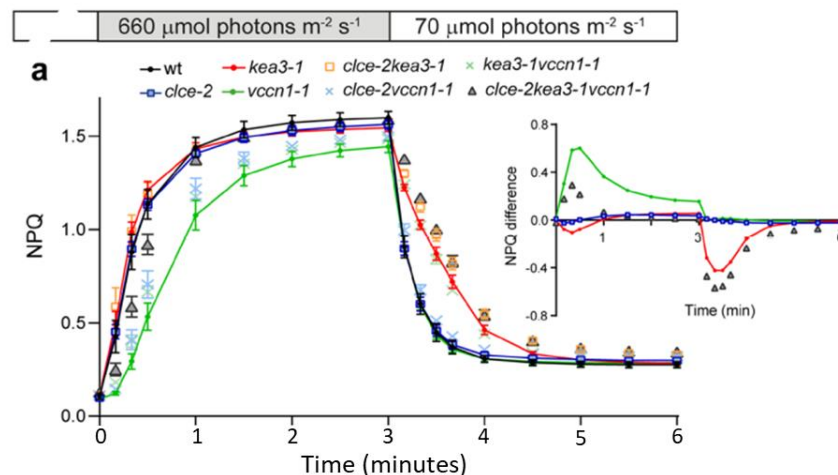 660 µmol photons m⁻² s⁻¹ 70 µmol photons m⁻² s⁻¹
a
wt kea3-1 clce-2kea3-1 kea3-1vccn1-1
clce-2 vccn1-1 clce-2vccn1-1 clce-2kea3-1vccn1-1
NPQ
1.5
1.0
0.5
0.0
0 1 2 3 4 5 6
Time (minutes)
NPQ difference
0.8
0.4
0.0
-0.4
-0.8
1 3
Time (min)